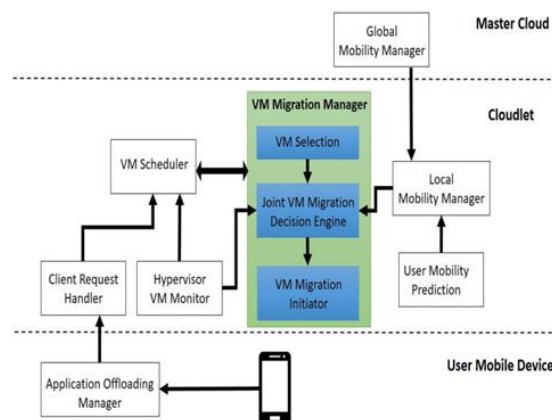 Master Cloud
Global
Mobility Manager
Cloudlet
VM Migration Manager
VM Selection
VM Scheduler
Joint VM Migration
Decision Engine
Local
Mobility Manager
Client Request
Handler
Hypervisor
VM Monitor
VM Migration
Initiator
User Mobility
Prediction
User Mobile Device
Application Offloading
Manager